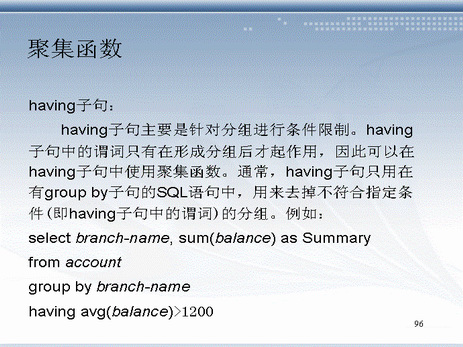 聚集函数
having子句：
having子句主要是针对分组进行条件限制。having
子句中的谓词只有在形成分组后才起作用，因此可以在
having子句中使用聚集函数。通常，having子句只用在
有group by子句的SQL语句中，用来去掉不符合指定条
件(即having子句中的谓词)的分组。例如：
select branch-name, sum(balance) as Summary
from account
group by branch-name
having avg(balance)>1200
96